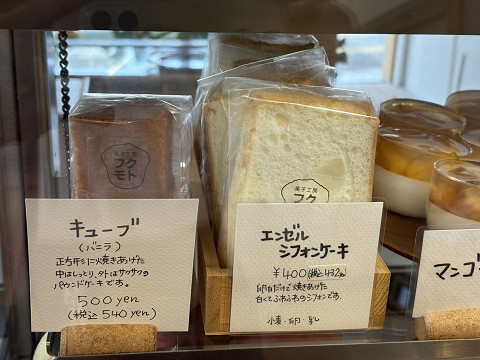 菓子工房
フク
モト
菓子工房
フク
キューブ
(バニラ)
正方形に焼きあげた
中はしっとり、外はサクサクの
パウンドケーキです。
500yen
(税込 540yen)
エンゼル
シフォンケーキ
¥400(税込432)
卵白だけで焼きあげた
白くてふわふわのシフォンです。
小麦・卵・乳
マンゴ